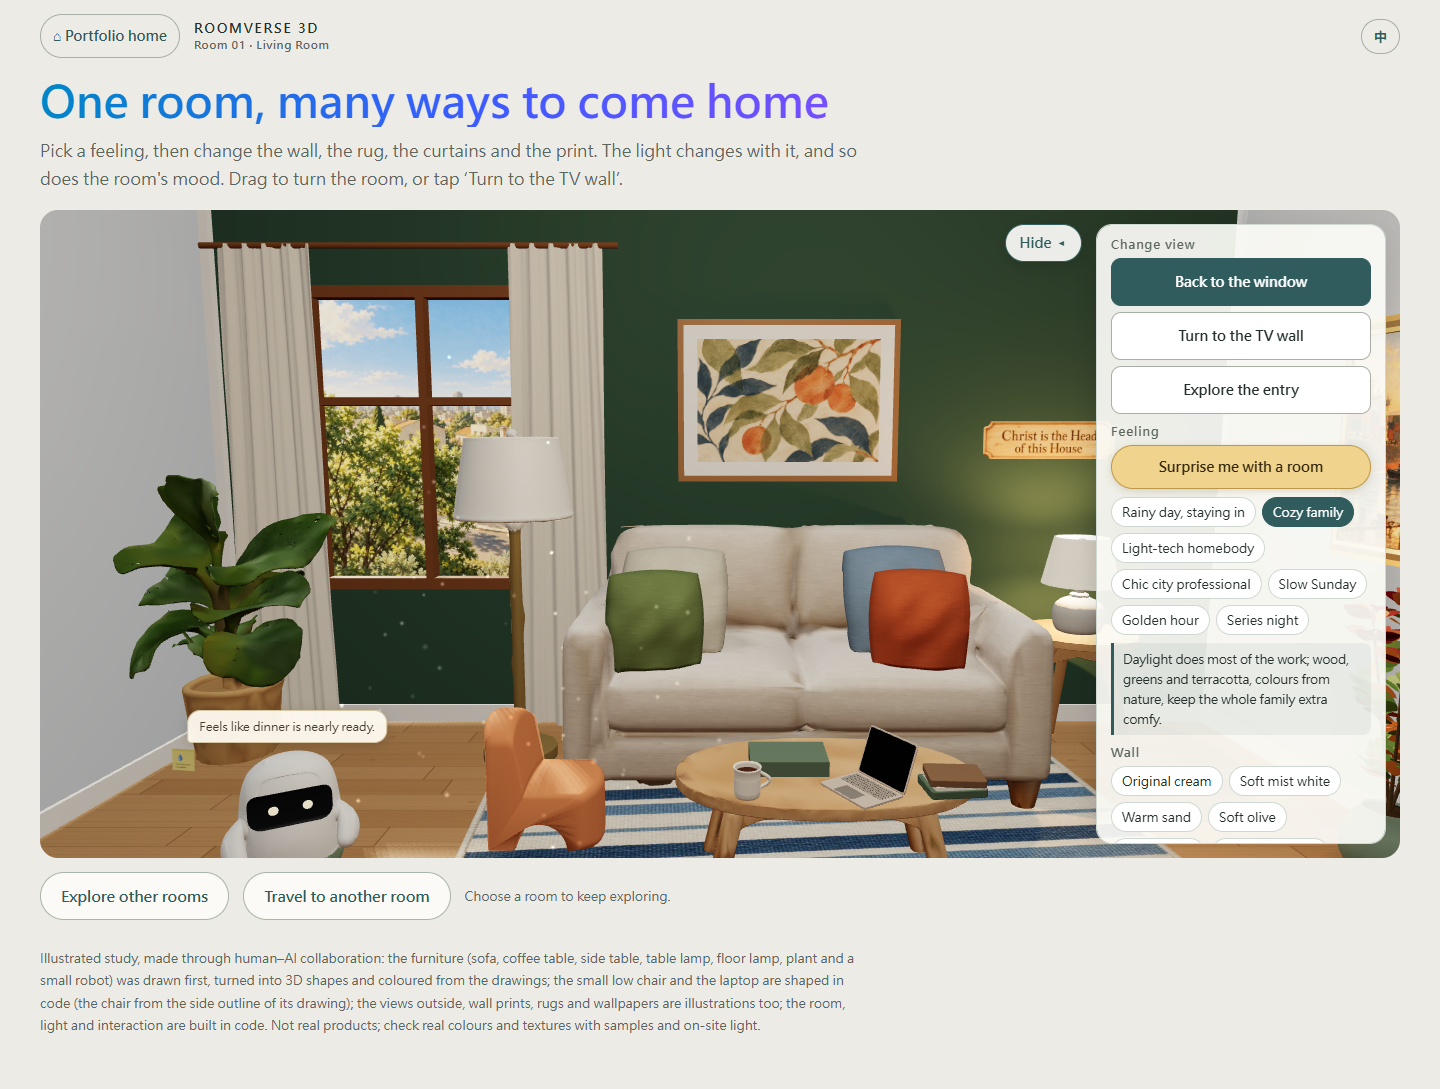 ⌂ Portfolio home
ROOMVERSE 3D
Room 01 · Living Room
中
One room, many ways to come home
Pick a feeling, then change the wall, the rug, the curtains and the print. The light changes with it, and so
does the room's mood. Drag to turn the room, or tap ‘Turn to the TV wall’.
Hide ◂
Change view
Back to the window
Turn to the TV wall
Explore the entry
Christ is the Head
of this House
Feeling
Surprise me with a room
Rainy day, staying in
Cozy family
Light-tech homebody
Chic city professional
Slow Sunday
Golden hour
Series night
Daylight does most of the work; wood,
greens and terracotta, colours from
nature, keep the whole family extra
comfy.
Feels like dinner is nearly ready.
Wall
Original cream
Soft mist white
Warm sand
Soft olive
Explore other rooms
Travel to another room
Choose a room to keep exploring.
Illustrated study, made through human–AI collaboration: the furniture (sofa, coffee table, side table, table lamp, floor lamp, plant and a
small robot) was drawn first, turned into 3D shapes and coloured from the drawings; the small low chair and the laptop are shaped in
code (the chair from the side outline of its drawing); the views outside, wall prints, rugs and wallpapers are illustrations too; the room,
light and interaction are built in code. Not real products; check real colours and textures with samples and on-site light.